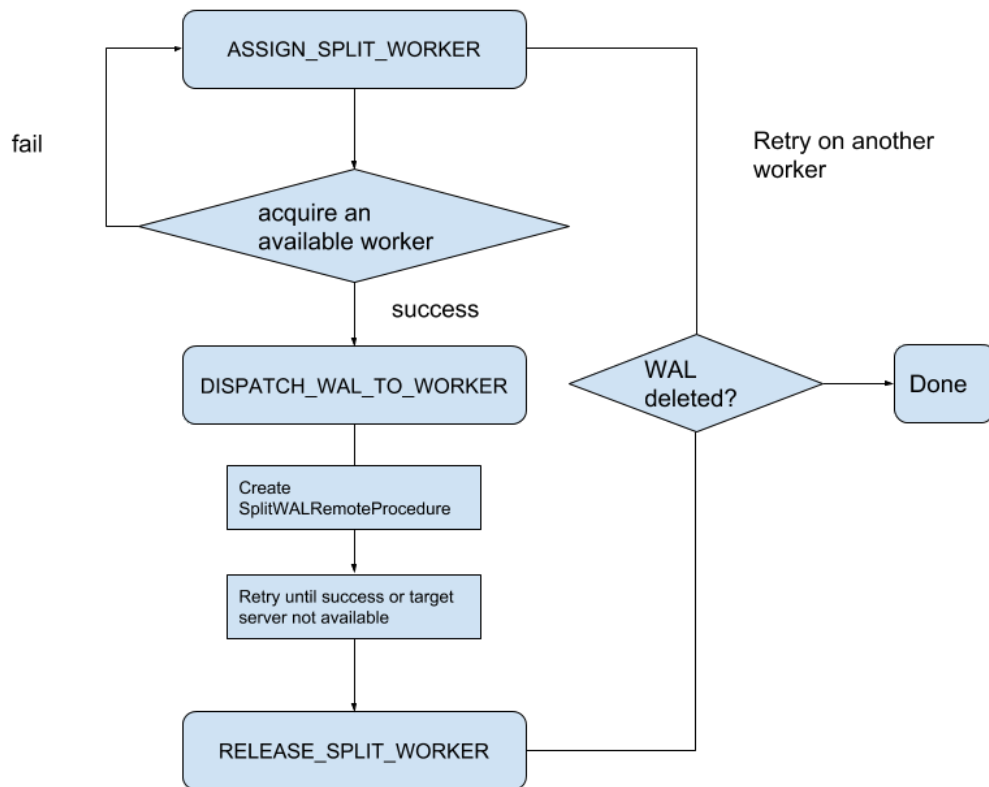 ASSIGN_SPLIT_WORKER
fail
Retry on another
worker
acquire an
available worker
success
DISPATCH_WAL_TO_WORKER
WAL
deleted?
Done
Create
SplitWALRemoteProcedure
Retry until success or target
server not available
RELEASE_SPLIT_WORKER